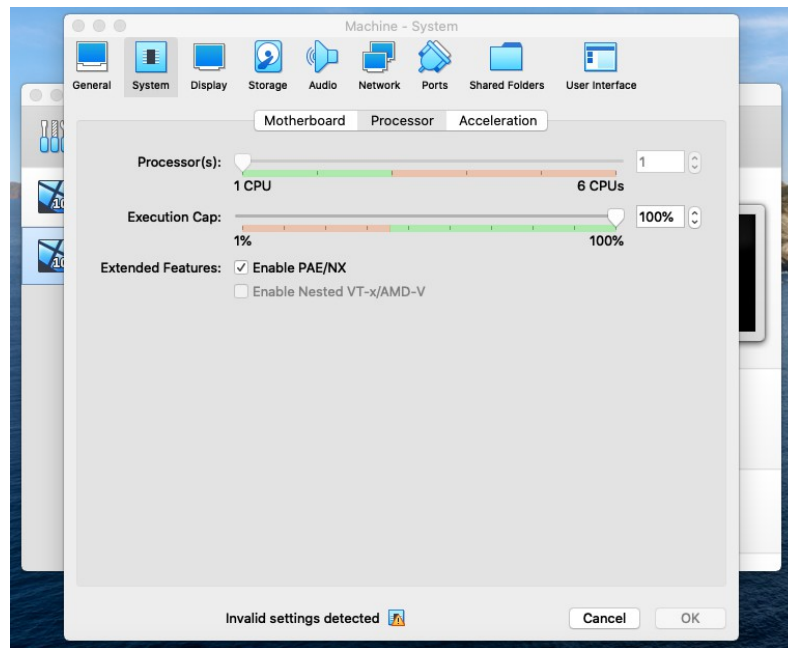 Machine - System
General System Display Storage Audio Network Ports Shared Folders User Interface
Motherboard Processor Acceleration
Processor(s): 1
1 CPU 6 CPUs
Execution Cap: 100%
1% 100%
Extended Features: Enable PAE/NX
Enable Nested VT-x/AMD-V
Invalid settings detected Cancel OK